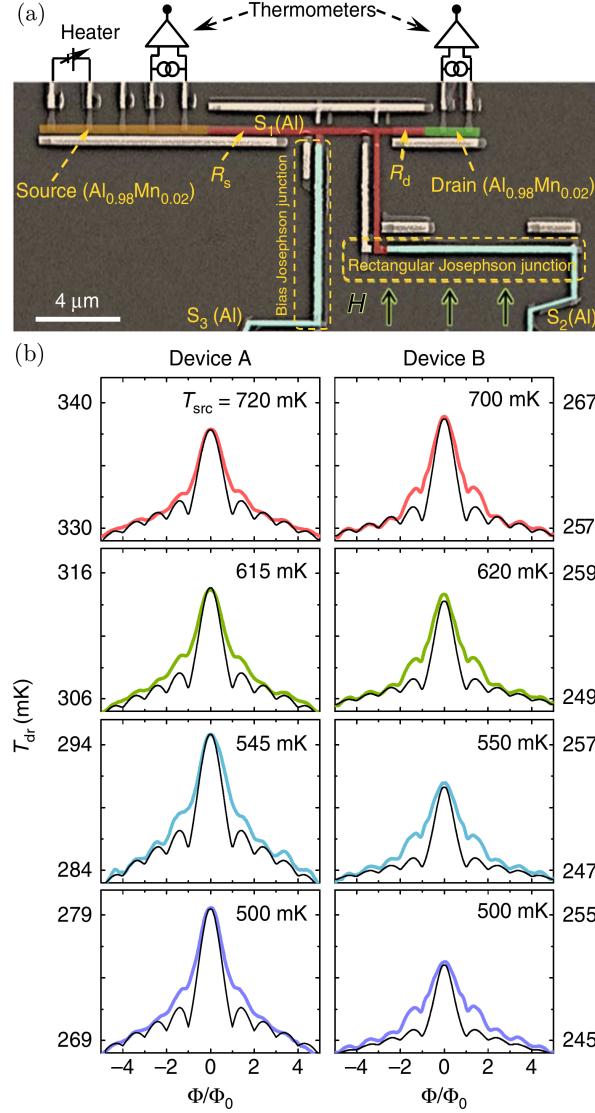 (a)
Thermometers
Heater
S₁(Al)
Source (Al₀.₉₈Mn₀.₀₂)
Rₛ
R_d
Drain (Al₀.₉₈Mn₀.₀₂)
Bias Josephson junction
Rectangular Josephson junction
4 μm
H
S₃ (Al)
S₂(Al)
(b)
Device A
Device B
340
T_src = 720 mK
700 mK
267
330
257
316
615 mK
620 mK
259
306
249
T_dr (mK)
294
545 mK
550 mK
257
284
247
279
500 mK
500 mK
255
269
245
−4 −2 0 2 4
−4 −2 0 2 4
Φ/Φ₀
Φ/Φ₀